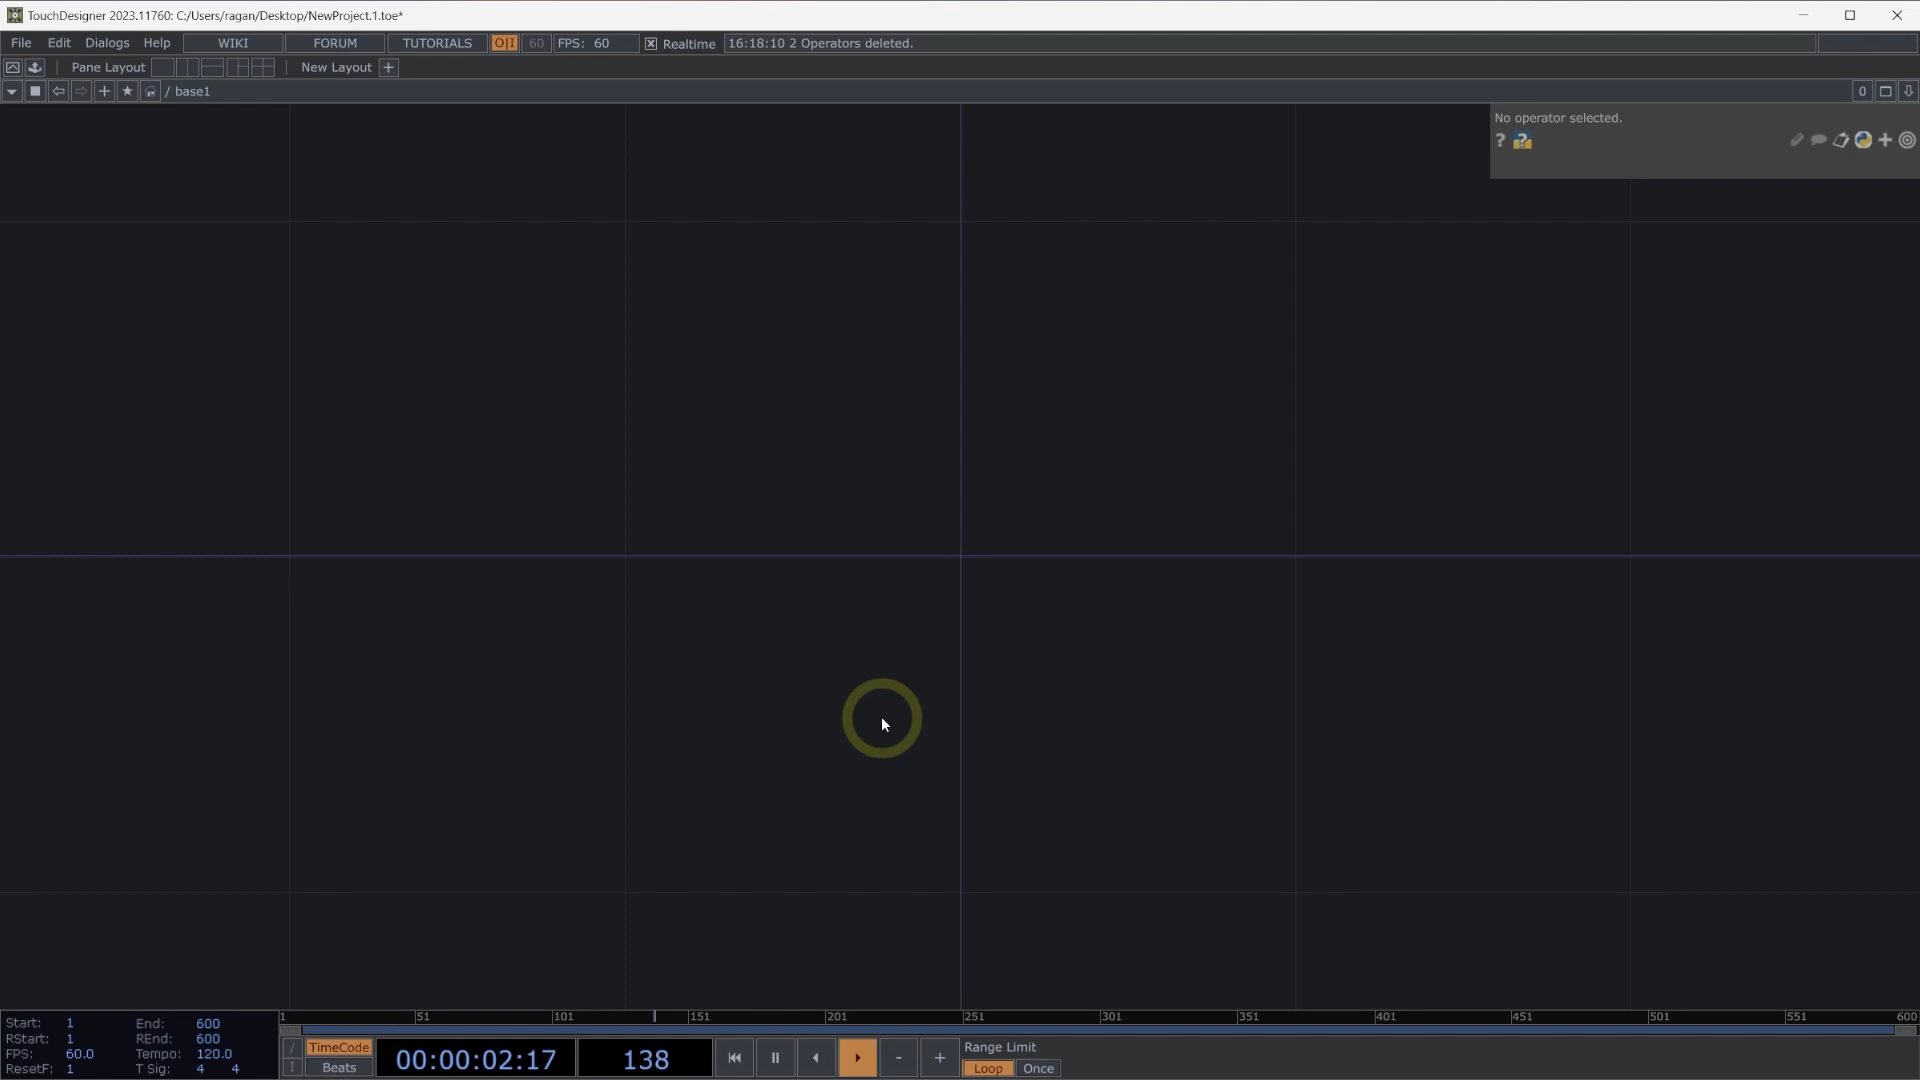 TouchDesigner 2023.11760: C:/Users/ragan/Desktop/NewProject.1.toe*
File Edit Dialogs Help WIKI FORUM TUTORIALS O|I 60 FPS: 60 Realtime 16:18:10 2 Operators deleted.
Pane Layout New Layout +
/ base1 0
No operator selected.
1 51 101 151 201 251 301 351 401 451 501 551 600
Start: 1 End: 600
RStart: 1 REnd: 600
FPS: 60.0 Tempo: 120.0
ResetF: 1 T Sig: 4 4
TimeCode
Beats
00:00:02:17 138
Range Limit
Loop Once